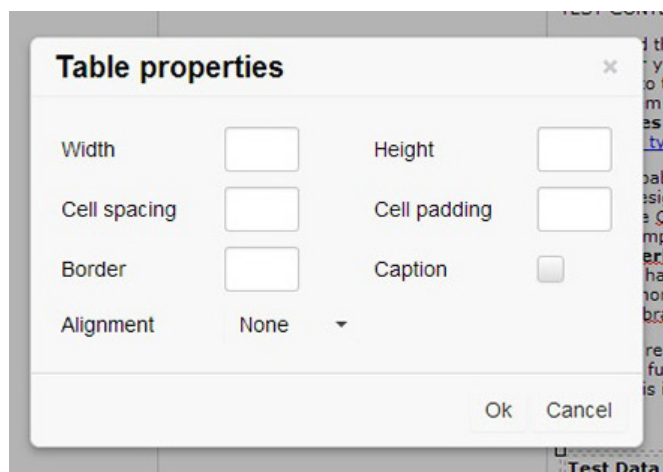 Table properties
×
Width
Height
Cell spacing
Cell padding
Border
Caption
Alignment
None
Ok
Cancel
Test Data